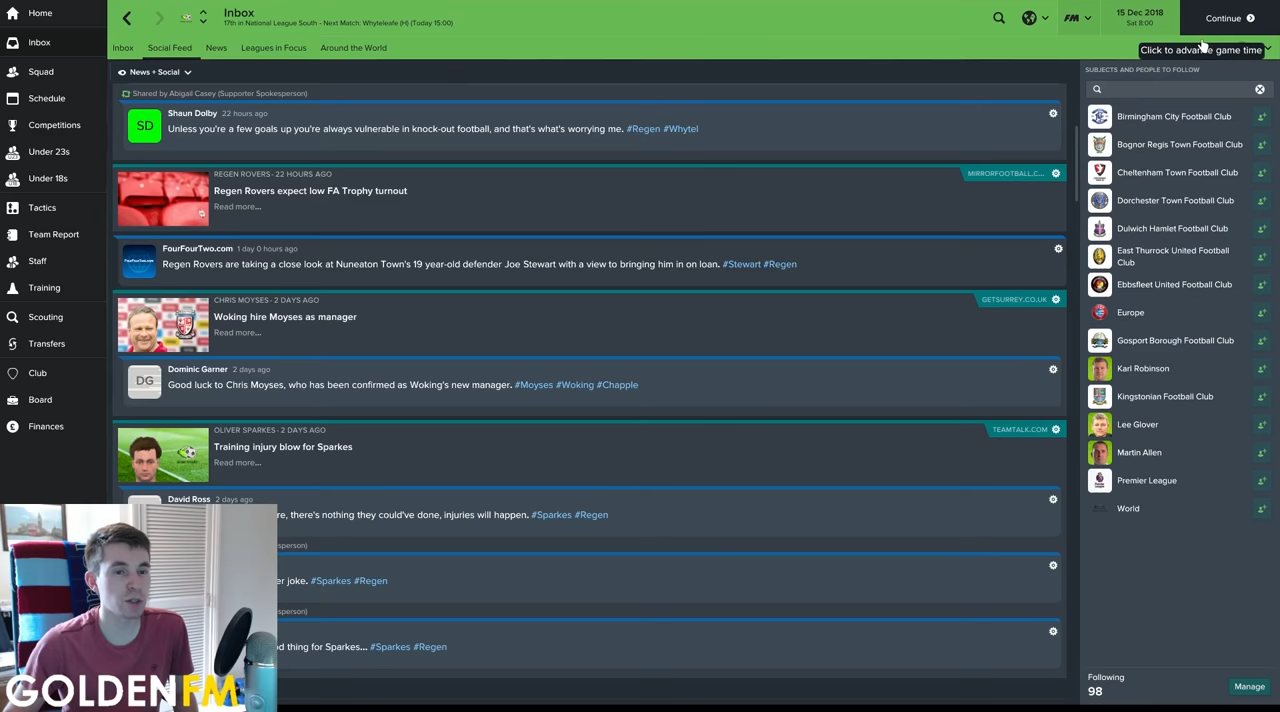 Home
Inbox
Squad
Schedule
Competitions
Under 23s
Under 18s
Tactics
Team Report
Staff
Training
Scouting
Transfers
Club
Board
Finances
Inbox
17th in National League South - Next Match: Whyteleafe (H) (Today 15:00)
FM
15 Dec 2018
Sat 8:00
Continue
Click to advance game time
Inbox
Social Feed
News
Leagues in Focus
Around the World
News + Social
Shared by Abigail Casey (Supporter Spokesperson)
SD
Shaun Dolby 22 hours ago
Unless you're a few goals up you're always vulnerable in knock-out football, and that's what's worrying me. #Regen #Whytel
REGEN ROVERS - 22 HOURS AGO
MIRRORFOOTBALL.C...
Regen Rovers expect low FA Trophy turnout
Read more...
FourFourTwo.com
FourFourTwo.com 1 day 0 hours ago
Regen Rovers are taking a close look at Nuneaton Town's 19 year-old defender Joe Stewart with a view to bringing him in on loan. #Stewart #Regen
CHRIS MOYSES - 2 DAYS AGO
GETSURREY.CO.UK
Woking hire Moyses as manager
Read more...
DG
Dominic Garner 2 days ago
Good luck to Chris Moyses, who has been confirmed as Woking's new manager. #Moyses #Woking #Chapple
OLIVER SPARKES - 2 DAYS AGO
TEAMTALK.COM
Training injury blow for Sparkes
Read more...
David Ross 2 days ago
re, there's nothing they could've done, injuries will happen. #Sparkes #Regen
person)
er joke. #Sparkes #Regen
person)
d thing for Sparkes... #Sparkes #Regen
SUBJECTS AND PEOPLE TO FOLLOW
Birmingham City Football Club
Bognor Regis Town Football Club
Cheltenham Town Football Club
Dorchester Town Football Club
Dulwich Hamlet Football Club
East Thurrock United Football
Club
Ebbsfleet United Football Club
Europe
Gosport Borough Football Club
Karl Robinson
Kingstonian Football Club
Lee Glover
Martin Allen
Premier League
World
Following
98
Manage
GOLDENFM